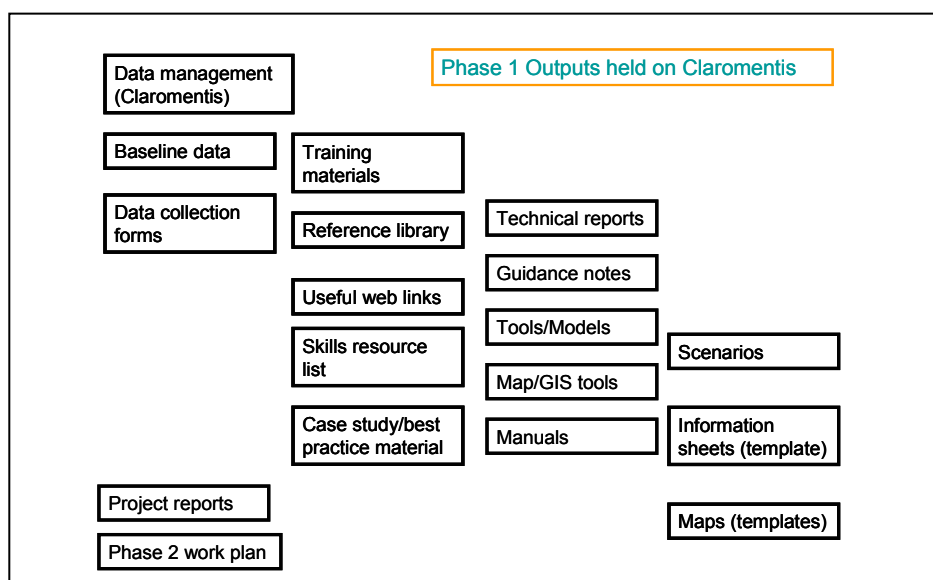 Phase 1 Outputs held on Claromentis
Data management
(Claromentis)
Baseline data
Data collection
forms
Training
materials
Reference library
Useful web links
Skills resource
list
Case study/best
practice material
Technical reports
Guidance notes
Tools/Models
Map/GIS tools
Manuals
Scenarios
Information
sheets (template)
Maps (templates)
Project reports
Phase 2 work plan